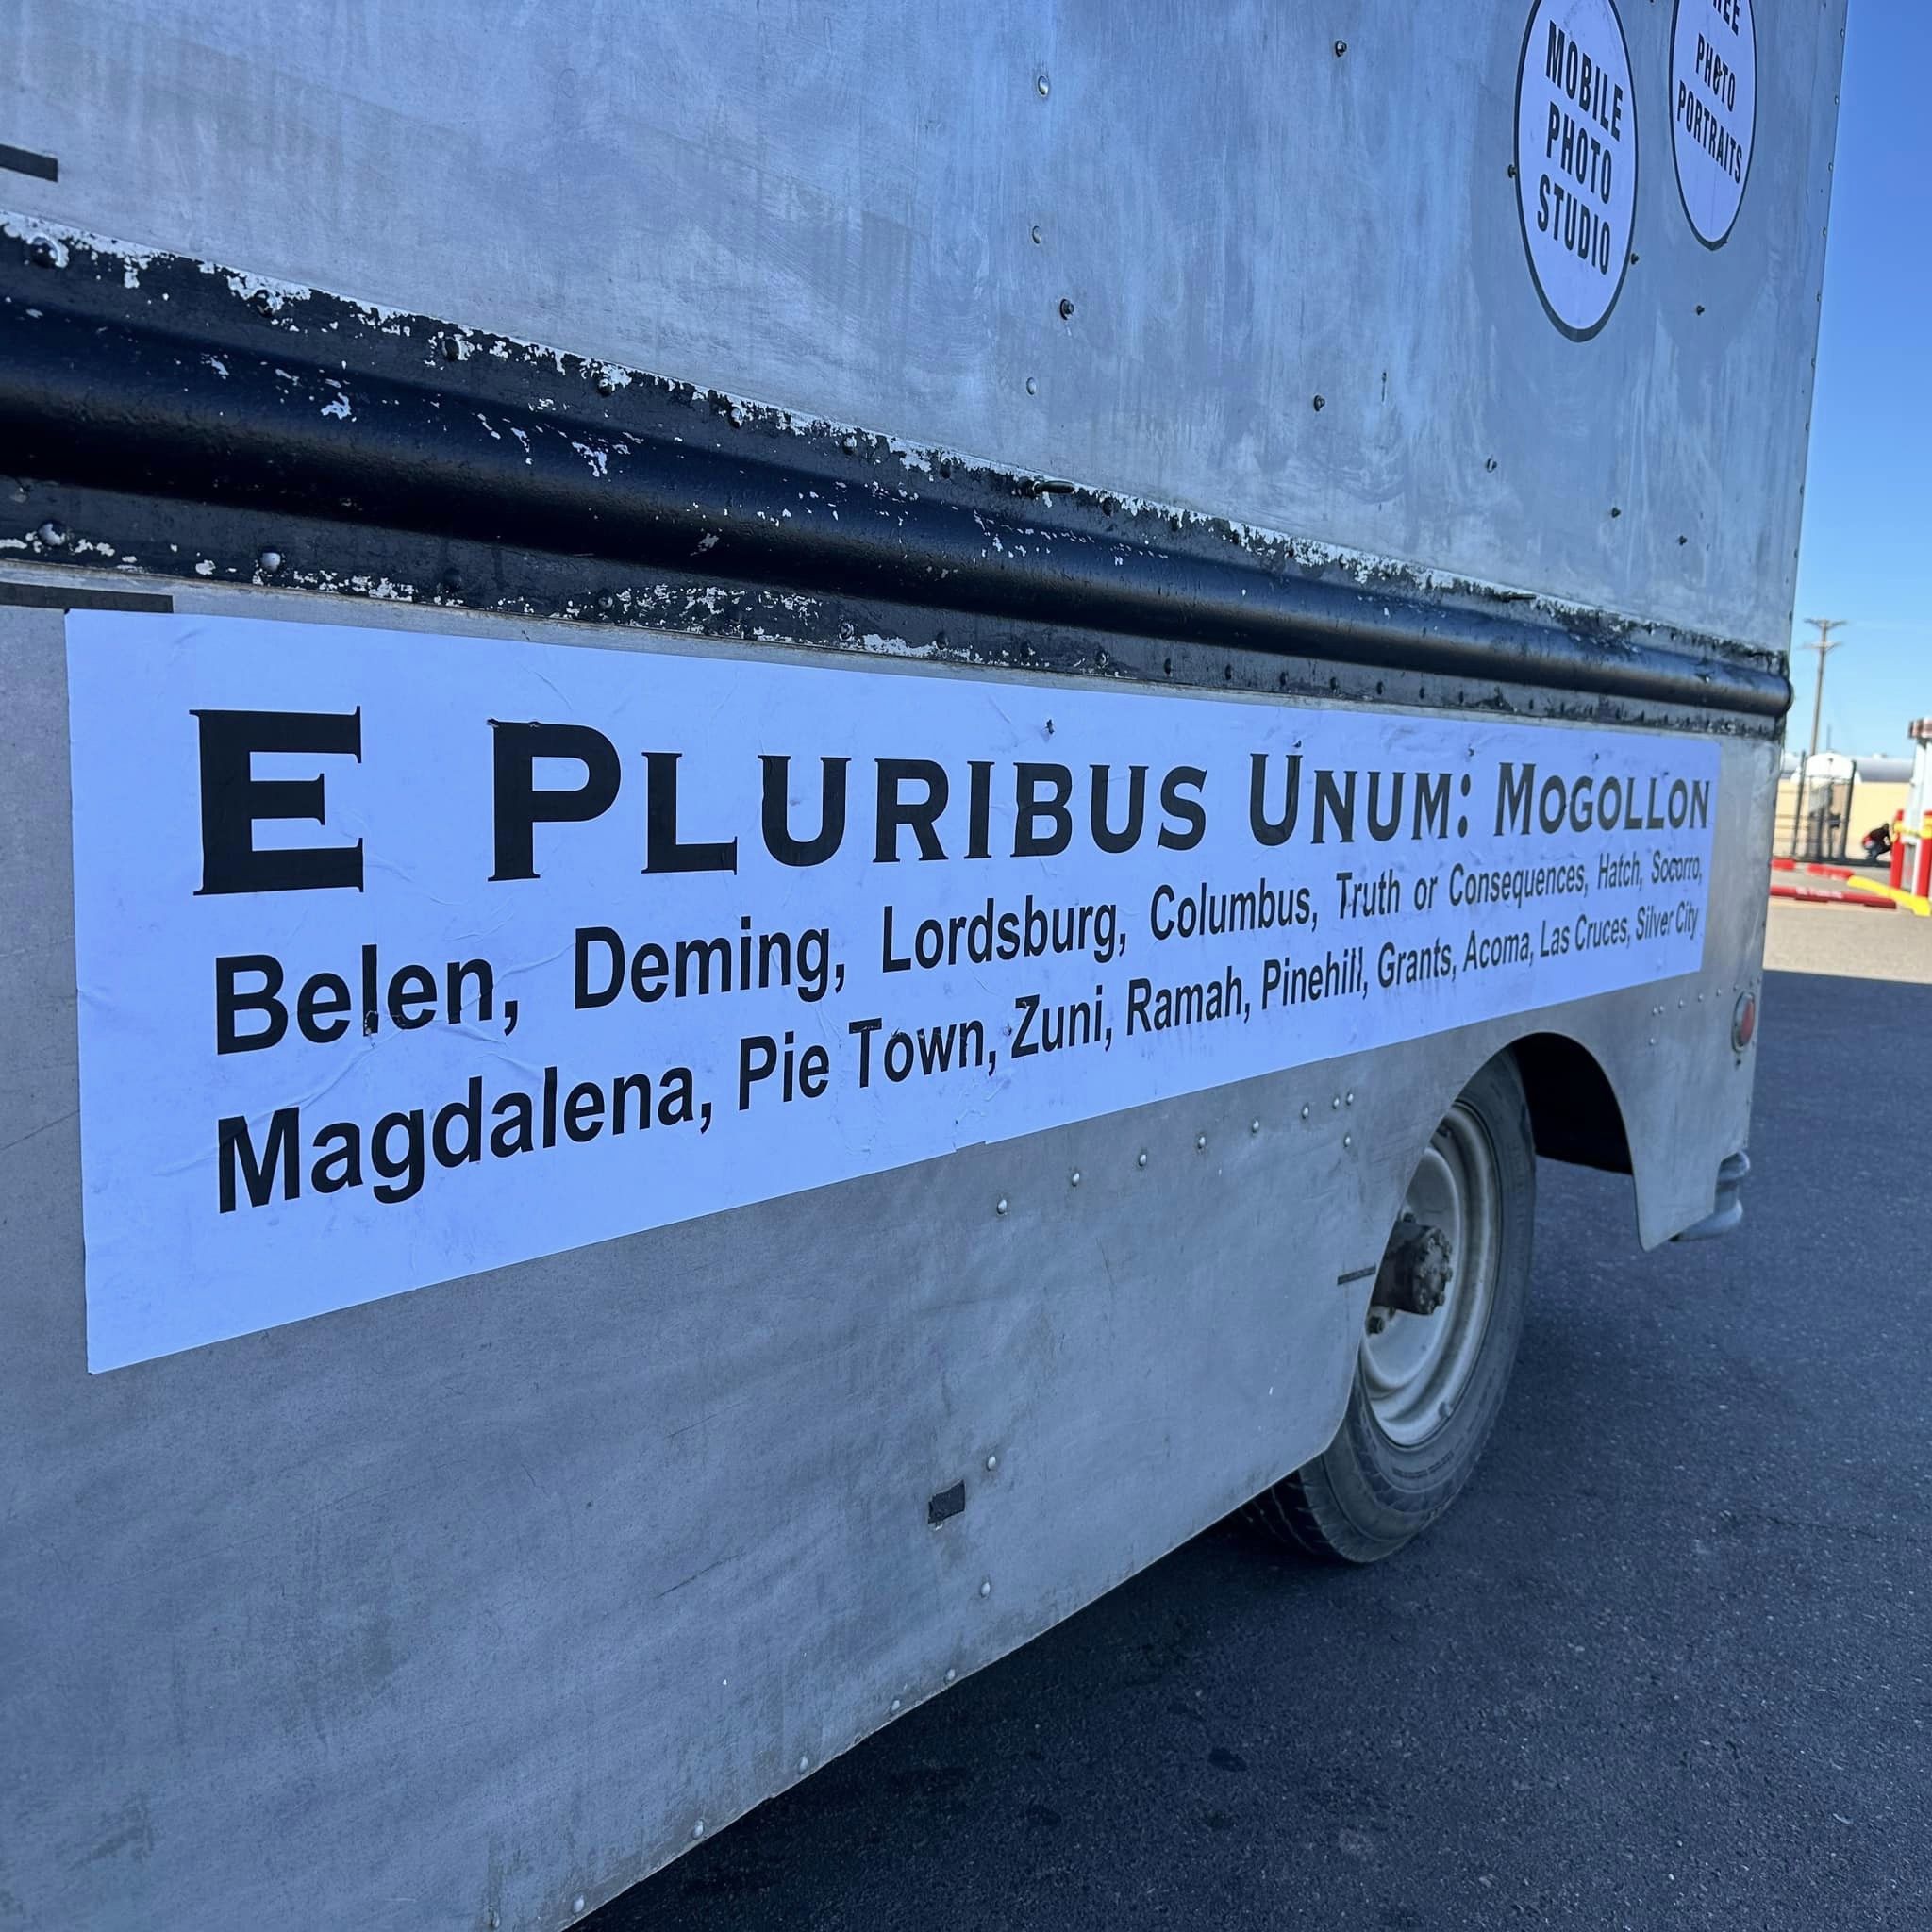 MOBILE
PHOTO
STUDIO
PHOTO
PORTRAITS
E PLURIBUS UNUM: MOGOLLON
Belen, Deming, Lordsburg, Columbus, Truth or Consequences, Hatch, Socorro,
Magdalena, Pie Town, Zuni, Ramah, Pinehill, Grants, Acoma, Las Cruces, Silver City